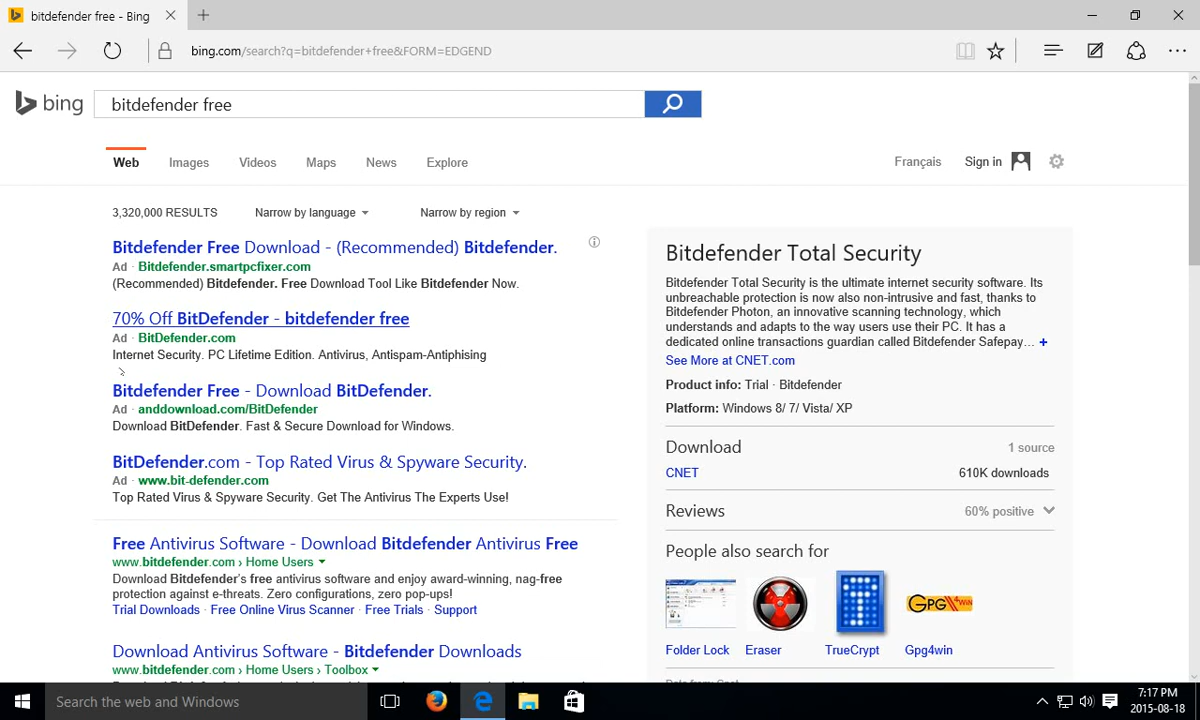 bitdefender free - Bing
bing.com/search?q=bitdefender+free&FORM=EDGEND
bing
bitdefender free
Web Images Videos Maps News Explore
Français Sign in
3,320,000 RESULTS Narrow by language Narrow by region
Bitdefender Free Download - (Recommended) Bitdefender.
Ad · Bitdefender.smartpcfixer.com
(Recommended) Bitdefender. Free Download Tool Like Bitdefender Now.
70% Off BitDefender - bitdefender free
Ad · BitDefender.com
Internet Security. PC Lifetime Edition. Antivirus, Antispam-Antiphising
Bitdefender Free - Download BitDefender.
Ad · anddownload.com/BitDefender
Download BitDefender. Fast & Secure Download for Windows.
BitDefender.com - Top Rated Virus & Spyware Security.
Ad · www.bit-defender.com
Top Rated Virus & Spyware Security. Get The Antivirus The Experts Use!
Free Antivirus Software - Download Bitdefender Antivirus Free
www.bitdefender.com › Home Users
Download Bitdefender's free antivirus software and enjoy award-winning, nag-free
protection against e-threats. Zero configurations, zero pop-ups!
Trial Downloads · Free Online Virus Scanner · Free Trials · Support
Download Antivirus Software - Bitdefender Downloads
www.bitdefender.com › Home Users › Toolbox
Bitdefender Total Security
Bitdefender Total Security is the ultimate internet security software. Its
unbreachable protection is now also non-intrusive and fast, thanks to
Bitdefender Photon, an innovative scanning technology, which
understands and adapts to the way users use their PC. It has a
dedicated online transactions guardian called Bitdefender Safepay… +
See More at CNET.com
Product info: Trial · Bitdefender
Platform: Windows 8/ 7/ Vista/ XP
Download 1 source
CNET 610K downloads
Reviews 60% positive
People also search for
GPG4WIN
Folder Lock Eraser TrueCrypt Gpg4win
Search the web and Windows
7:17 PM
2015-08-18